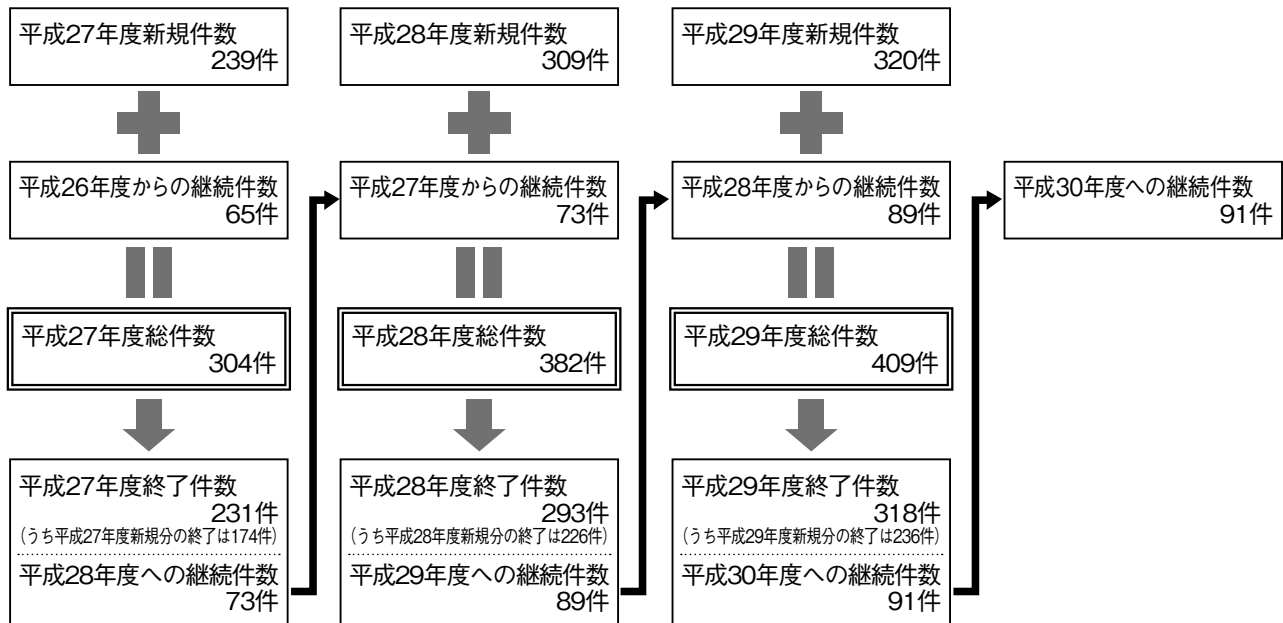 平成27年度新規件数
239件
平成26年度からの継続件数
65件
平成27年度総件数
304件
平成27年度終了件数
231件
（うち平成27年度新規分の終了は174件）
平成28年度への継続件数
73件
平成28年度新規件数
309件
平成27年度からの継続件数
73件
平成28年度総件数
382件
平成28年度終了件数
293件
（うち平成28年度新規分の終了は226件）
平成29年度への継続件数
89件
平成29年度新規件数
320件
平成28年度からの継続件数
89件
平成29年度総件数
409件
平成29年度終了件数
318件
（うち平成29年度新規分の終了は236件）
平成30年度への継続件数
91件
平成30年度への継続件数
91件